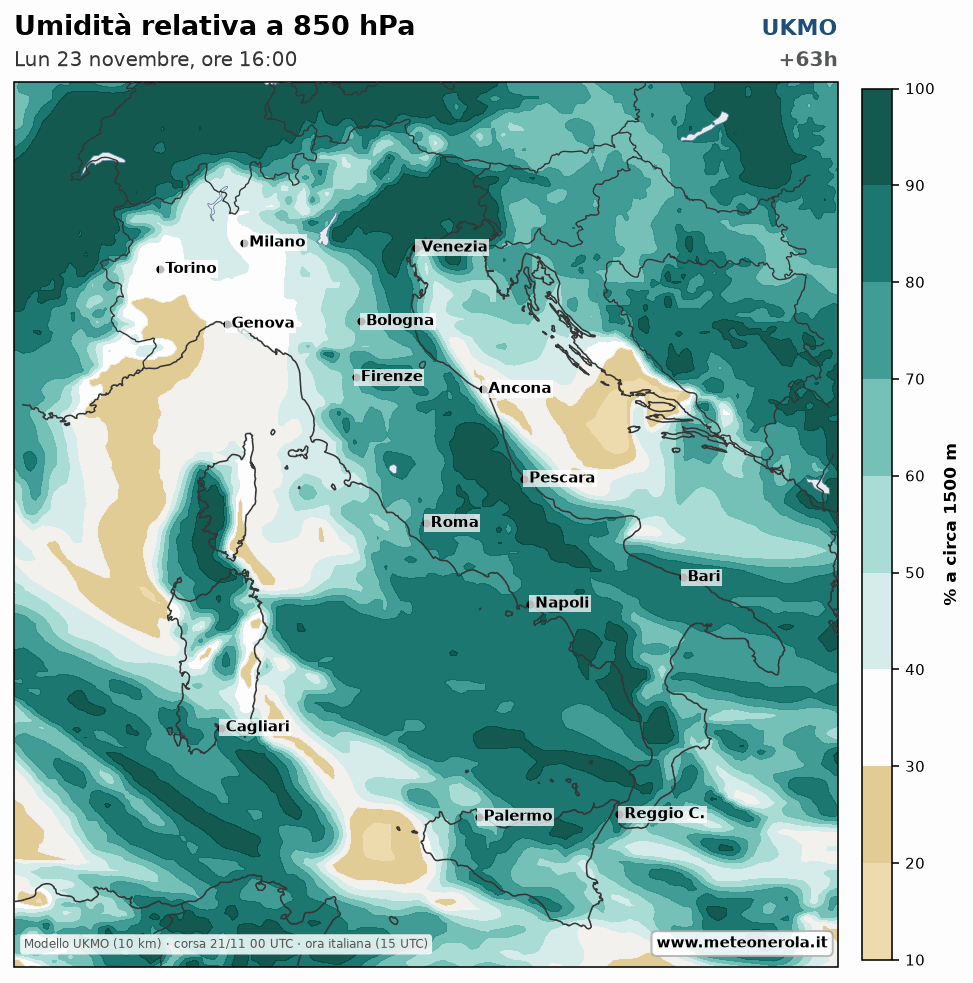 Umidità relativa a 850 hPa
UKMO
Lun 23 novembre, ore 16:00
+63h
100
90
80
70
60
50
40
30
20
10
% a circa 1500 m
Milano
Venezia
Torino
Genova
Bologna
Firenze
Ancona
Pescara
Roma
Bari
Napoli
Cagliari
Palermo
Reggio C.
Modello UKMO (10 km) · corsa 21/11 00 UTC · ora italiana (15 UTC)
www.meteonerola.it